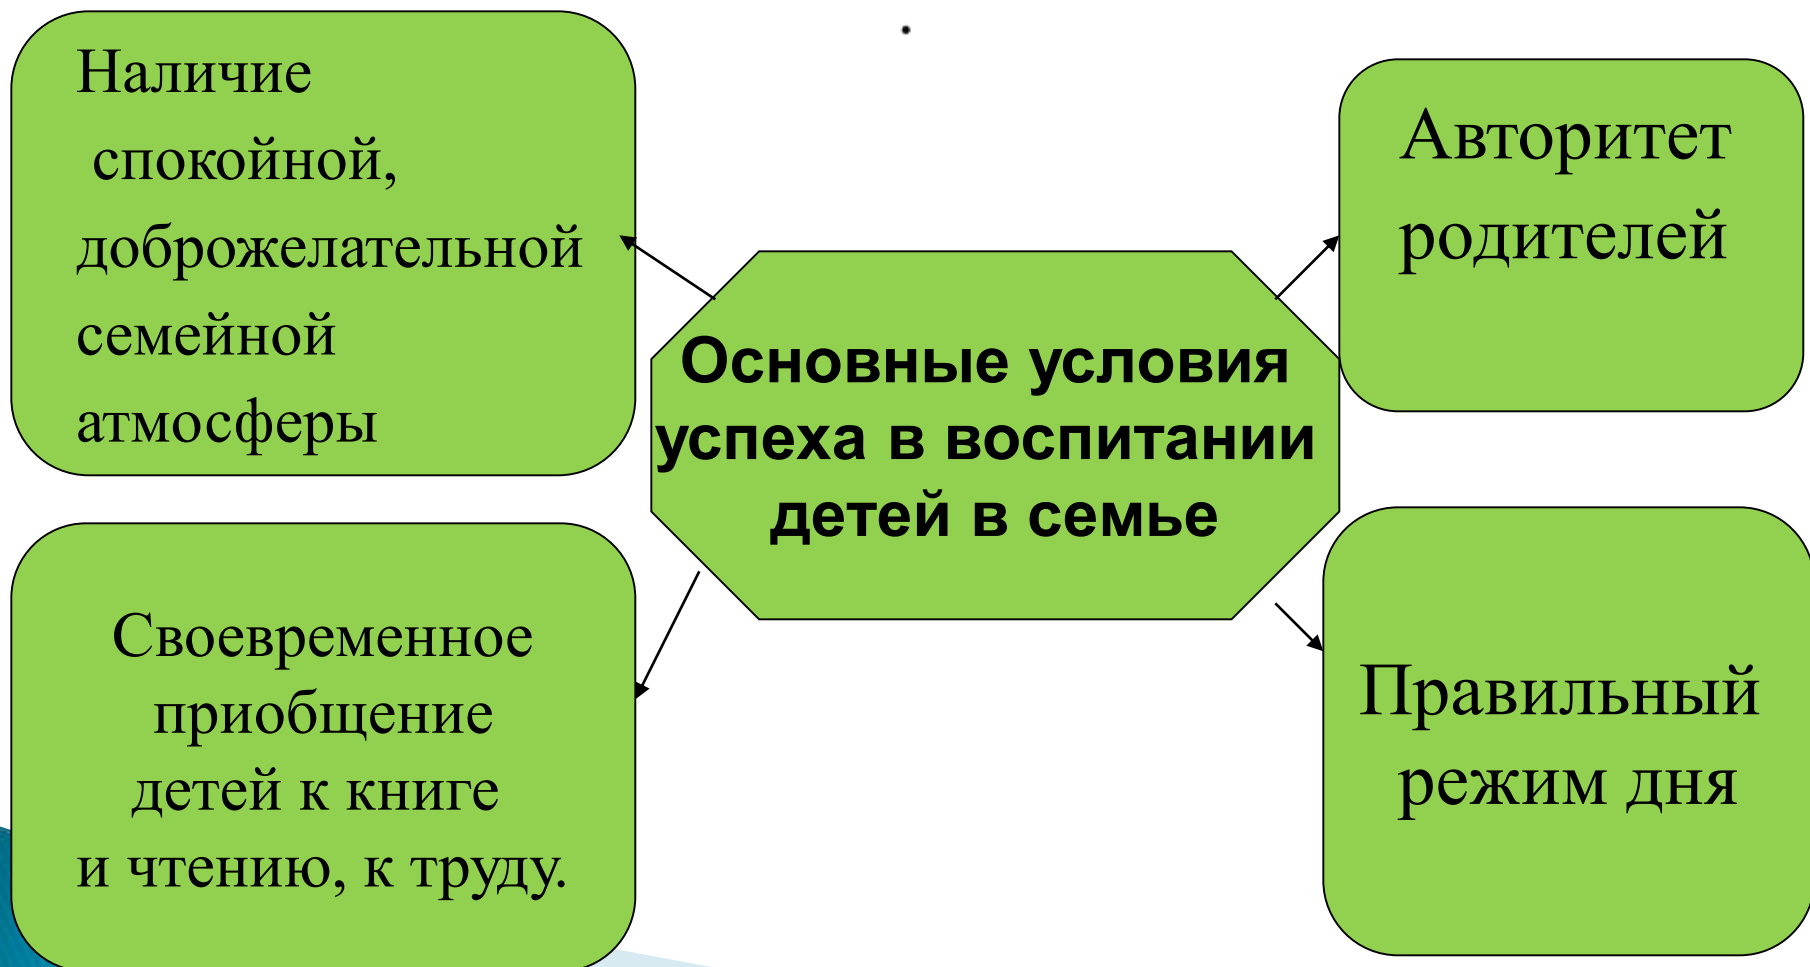 Наличие
спокойной,
доброжелательной
семейной
атмосферы
Авторитет
родителей
Основные условия
успеха в воспитании
детей в семье
Своевременное
приобщение
детей к книге
и чтению, к труду.
Правильный
режим дня